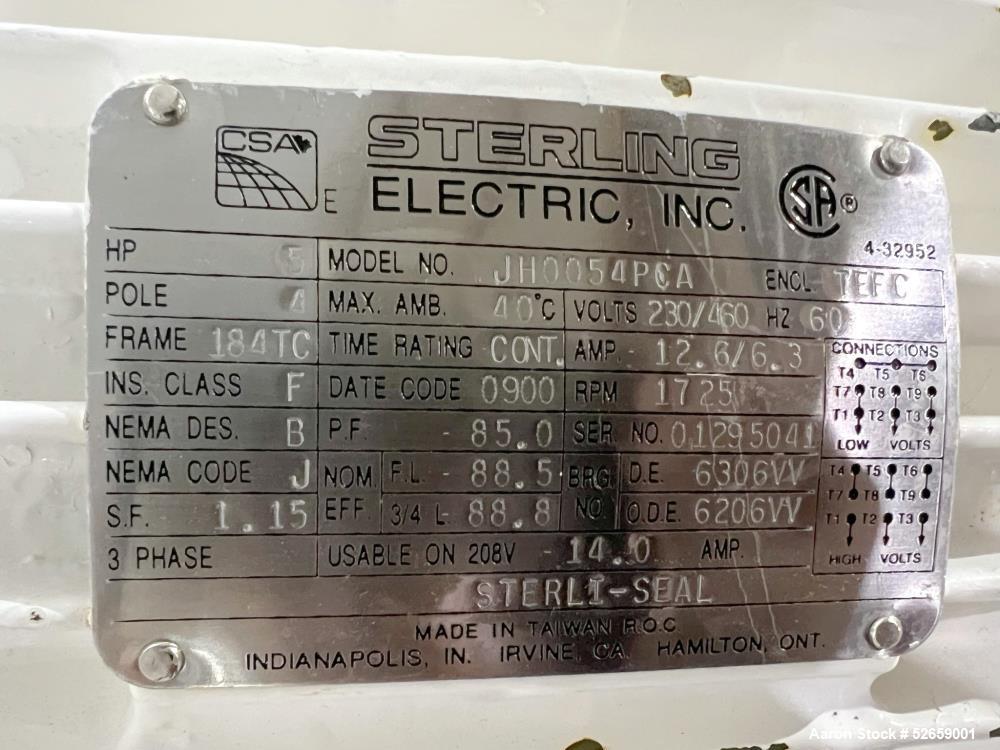 CSA
E
STERLING
ELECTRIC, INC.
SA ®
4-32952
HP 5 MODEL NO. JH0054PCA ENCL. TEFC
POLE 4 MAX. AMB. 40°C VOLTS 230/460 HZ 60
FRAME 184TC TIME RATING CONT. AMP. 12.6/6.3
INS. CLASS F DATE CODE 0900 RPM 1725
NEMA DES. B P.F. - 85.0 SER. NO. 01295041
NEMA CODE J NOM. F.L. - 88.5 BRG. D.E. 6306VV
S.F. 1.15 EFF. 3/4 L. 88.8 NO. O.D.E. 6206VV
3 PHASE USABLE ON 208V - 14.0 AMP.
CONNECTIONS
T4 T5 T6
T7 T8 T9
T1 T2 T3
LOW VOLTS
T4 T5 T6
T7 T8 T9
T1 T2 T3
HIGH VOLTS
STERLI-SEAL
MADE IN TAIWAN R.O.C.
INDIANAPOLIS, IN. IRVINE, CA. HAMILTON, ONT.
Aaron Stock # 52659001